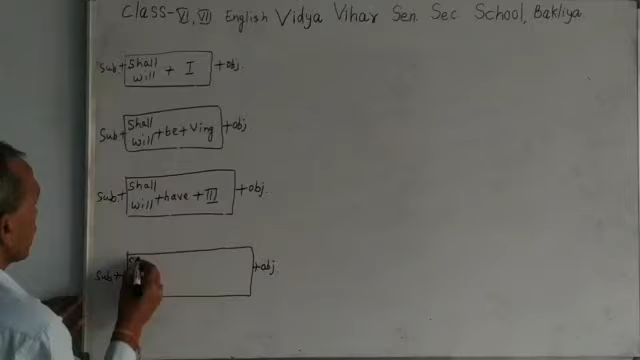 Class-VI, VII English Vidya Vihar Sen. Sec School, Bakliya
Sub + Shall will + I + obj.
Sub + Shall will + be + Ving + obj
Sub. + Shall will + have + III + obj.
Sub + + obj.